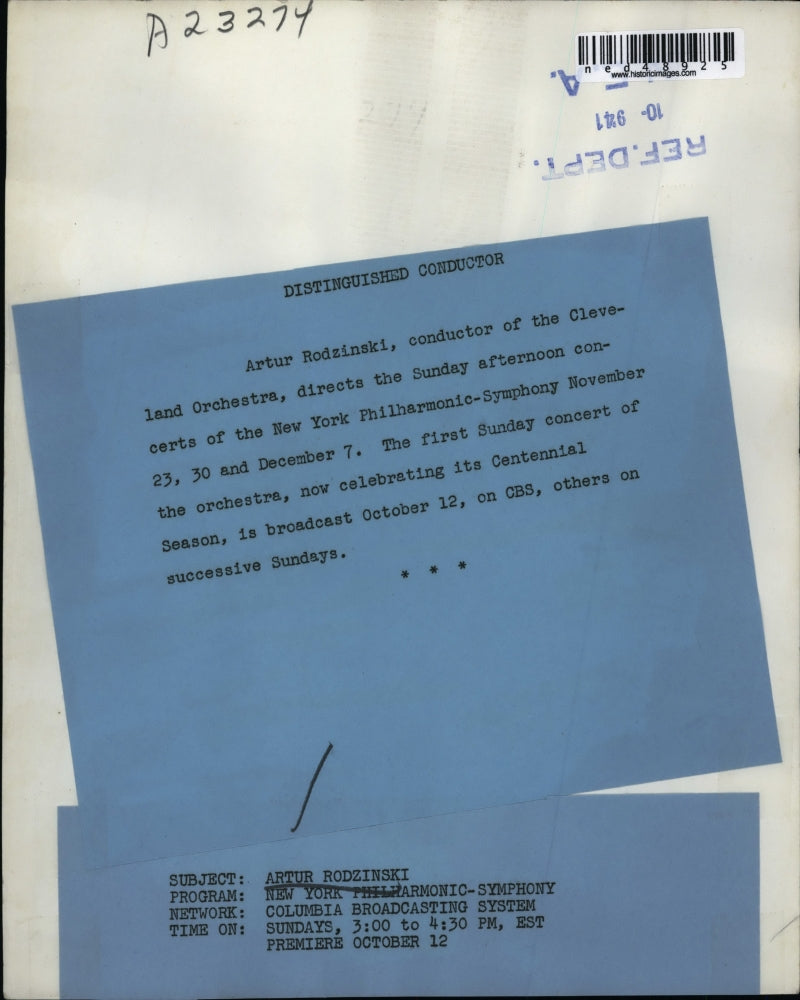 A23274
ned48925
www.historicimages.com
10- 941
REF.DEPT.
DISTINGUISHED CONDUCTOR
Artur Rodzinski, conductor of the Cleve-
land Orchestra, directs the Sunday afternoon con-
certs of the New York Philharmonic-Symphony November
23, 30 and December 7. The first Sunday concert of
the orchestra, now celebrating its Centennial
Season, is broadcast October 12, on CBS, others on
successive Sundays.
* * *
SUBJECT: ARTUR RODZINSKI
PROGRAM: NEW YORK PHILHARMONIC-SYMPHONY
NETWORK: COLUMBIA BROADCASTING SYSTEM
TIME ON: SUNDAYS, 3:00 to 4:30 PM, EST
PREMIERE OCTOBER 12